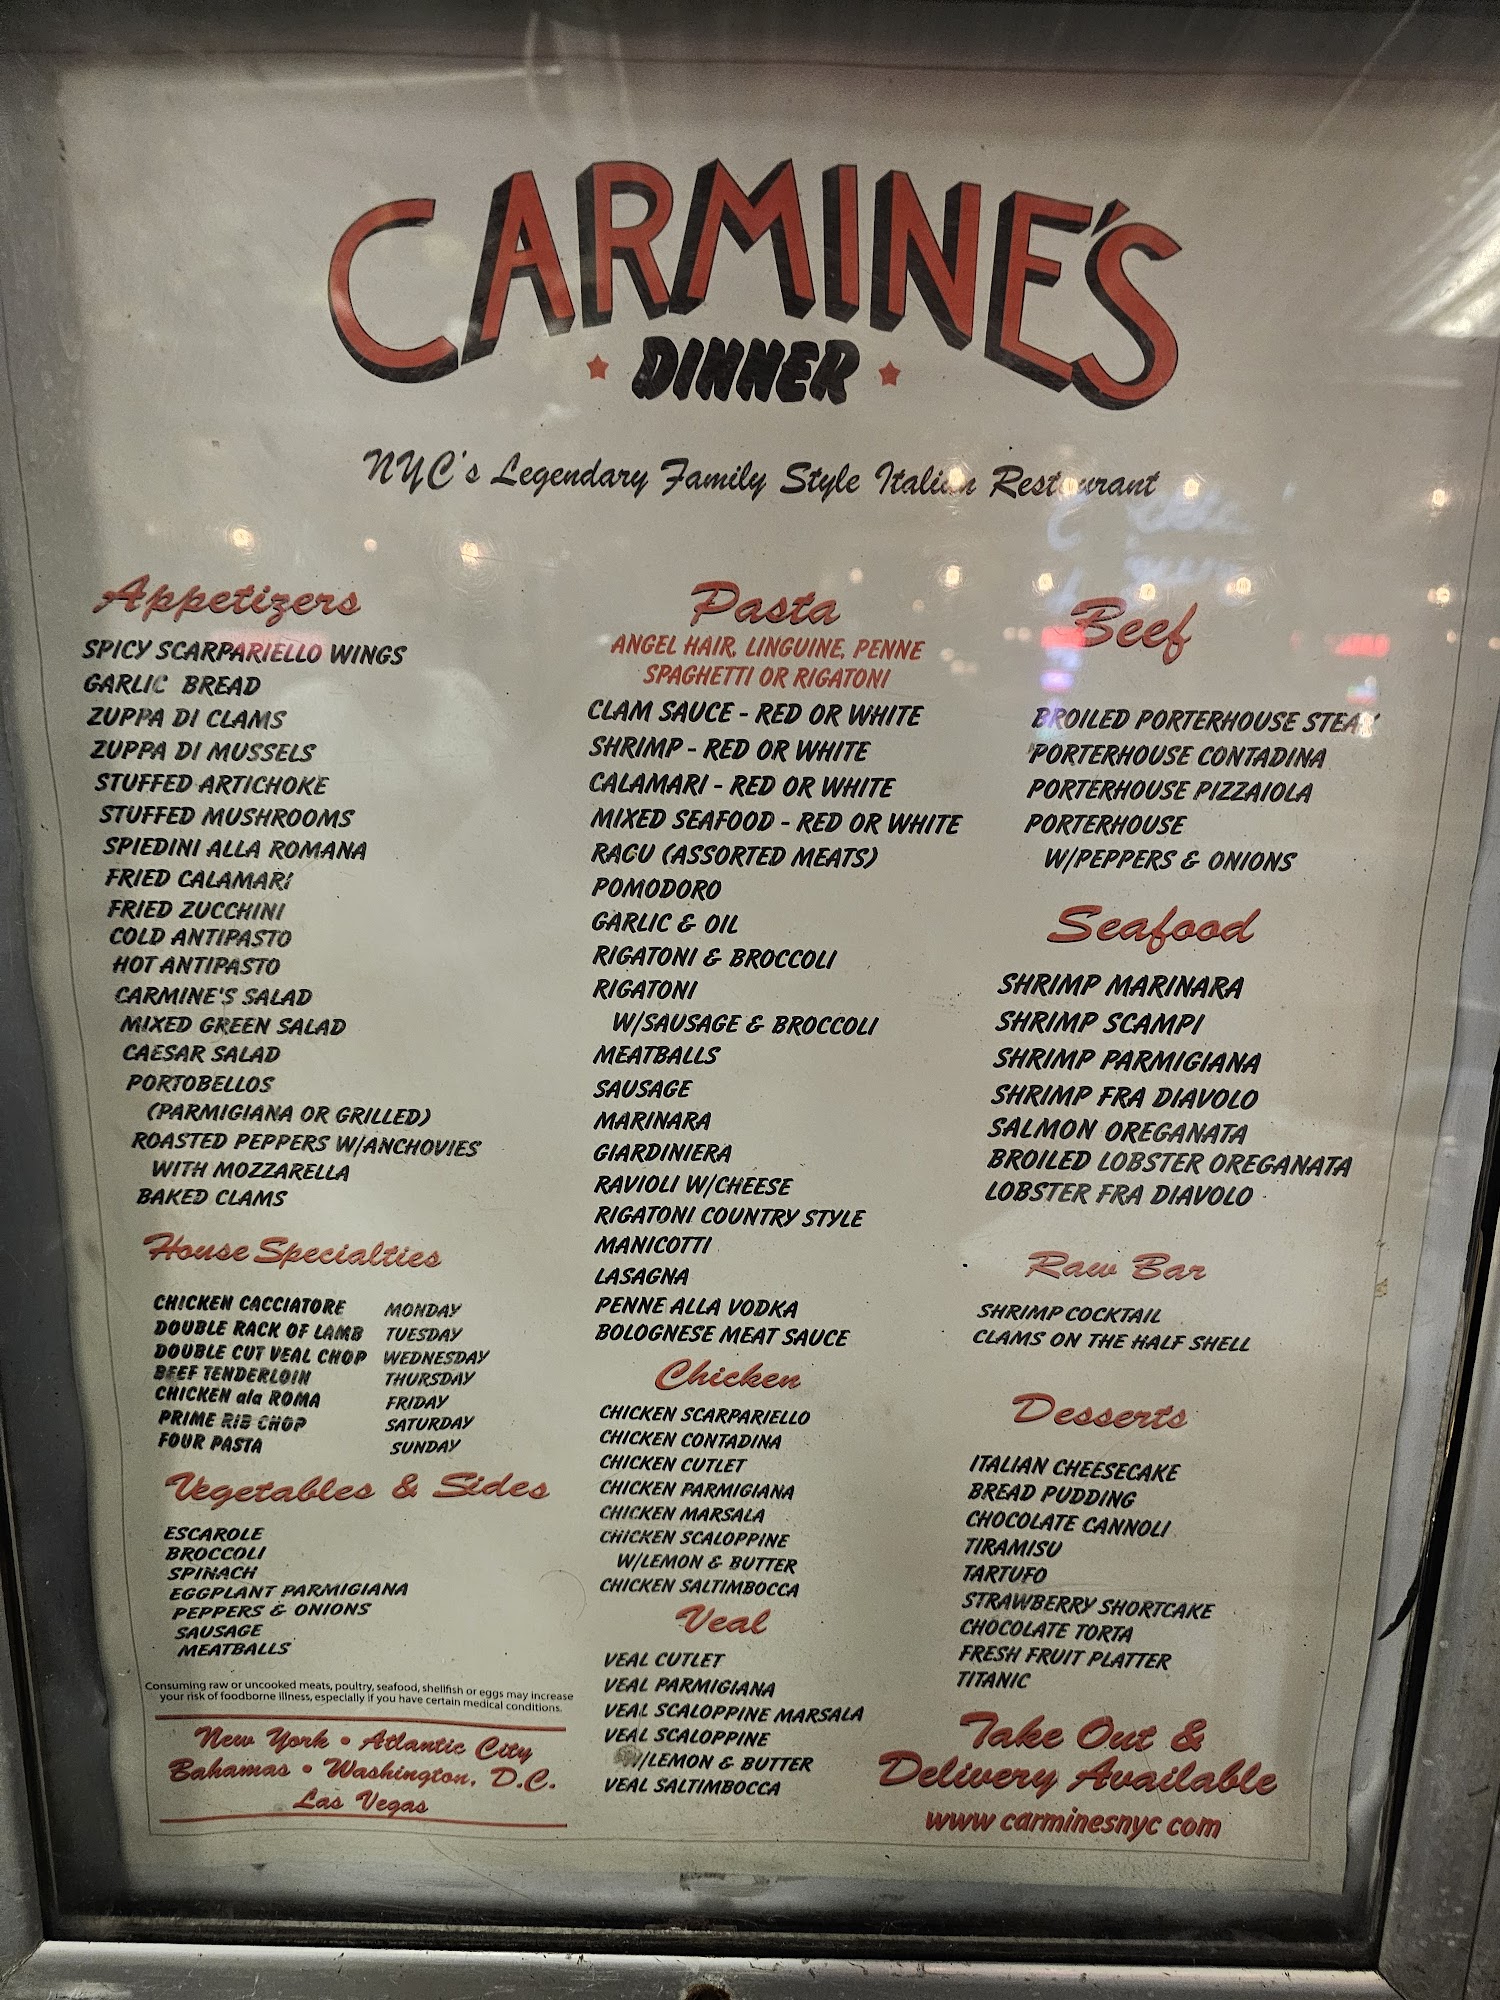 CARMINE'S
DINNER
NYC's Legendary Family Style Italian Restaurant
Appetizers
SPICY SCARPARIELLO WINGS
GARLIC BREAD
ZUPPA DI CLAMS
ZUPPA DI MUSSELS
STUFFED ARTICHOKE
STUFFED MUSHROOMS
SPIEDINI ALLA ROMANA
FRIED CALAMARI
FRIED ZUCCHINI
COLD ANTIPASTO
HOT ANTIPASTO
CARMINE'S SALAD
MIXED GREEN SALAD
CAESAR SALAD
PORTOBELLOS
(PARMIGIANA OR GRILLED)
ROASTED PEPPERS W/ANCHOVIES
WITH MOZZARELLA
BAKED CLAMS
House Specialties
CHICKEN CACCIATORE MONDAY
DOUBLE RACK OF LAMB TUESDAY
DOUBLE CUT VEAL CHOP WEDNESDAY
BEEF TENDERLOIN THURSDAY
CHICKEN ala ROMA FRIDAY
PRIME RIB CHOP SATURDAY
FOUR PASTA SUNDAY
Vegetables & Sides
ESCAROLE
BROCCOLI
SPINACH
EGGPLANT PARMIGIANA
PEPPERS & ONIONS
SAUSAGE
MEATBALLS
Consuming raw or uncooked meats, poultry, seafood, shellfish or eggs may increase
your risk of foodborne illness, especially if you have certain medical conditions.
New York • Atlantic City
Bahamas • Washington, D.C.
Las Vegas
Pasta
ANGEL HAIR, LINGUINE, PENNE
SPAGHETTI OR RIGATONI
CLAM SAUCE - RED OR WHITE
SHRIMP - RED OR WHITE
CALAMARI - RED OR WHITE
MIXED SEAFOOD - RED OR WHITE
RAGU (ASSORTED MEATS)
POMODORO
GARLIC & OIL
RIGATONI & BROCCOLI
RIGATONI
W/SAUSAGE & BROCCOLI
MEATBALLS
SAUSAGE
MARINARA
GIARDINIERA
RAVIOLI W/CHEESE
RIGATONI COUNTRY STYLE
MANICOTTI
LASAGNA
PENNE ALLA VODKA
BOLOGNESE MEAT SAUCE
Chicken
CHICKEN SCARPARIELLO
CHICKEN CONTADINA
CHICKEN CUTLET
CHICKEN PARMIGIANA
CHICKEN MARSALA
CHICKEN SCALOPPINE
W/LEMON & BUTTER
CHICKEN SALTIMBOCCA
Veal
VEAL CUTLET
VEAL PARMIGIANA
VEAL SCALOPPINE MARSALA
VEAL SCALOPPINE
W/LEMON & BUTTER
VEAL SALTIMBOCCA
Beef
BROILED PORTERHOUSE STEAK
PORTERHOUSE CONTADINA
PORTERHOUSE PIZZAIOLA
PORTERHOUSE
W/PEPPERS & ONIONS
Seafood
SHRIMP MARINARA
SHRIMP SCAMPI
SHRIMP PARMIGIANA
SHRIMP FRA DIAVOLO
SALMON OREGANATA
BROILED LOBSTER OREGANATA
LOBSTER FRA DIAVOLO
Raw Bar
SHRIMP COCKTAIL
CLAMS ON THE HALF SHELL
Desserts
ITALIAN CHEESECAKE
BREAD PUDDING
CHOCOLATE CANNOLI
TIRAMISU
TARTUFO
STRAWBERRY SHORTCAKE
CHOCOLATE TORTA
FRESH FRUIT PLATTER
TITANIC
Take Out &
Delivery Available
www carminesnyc com